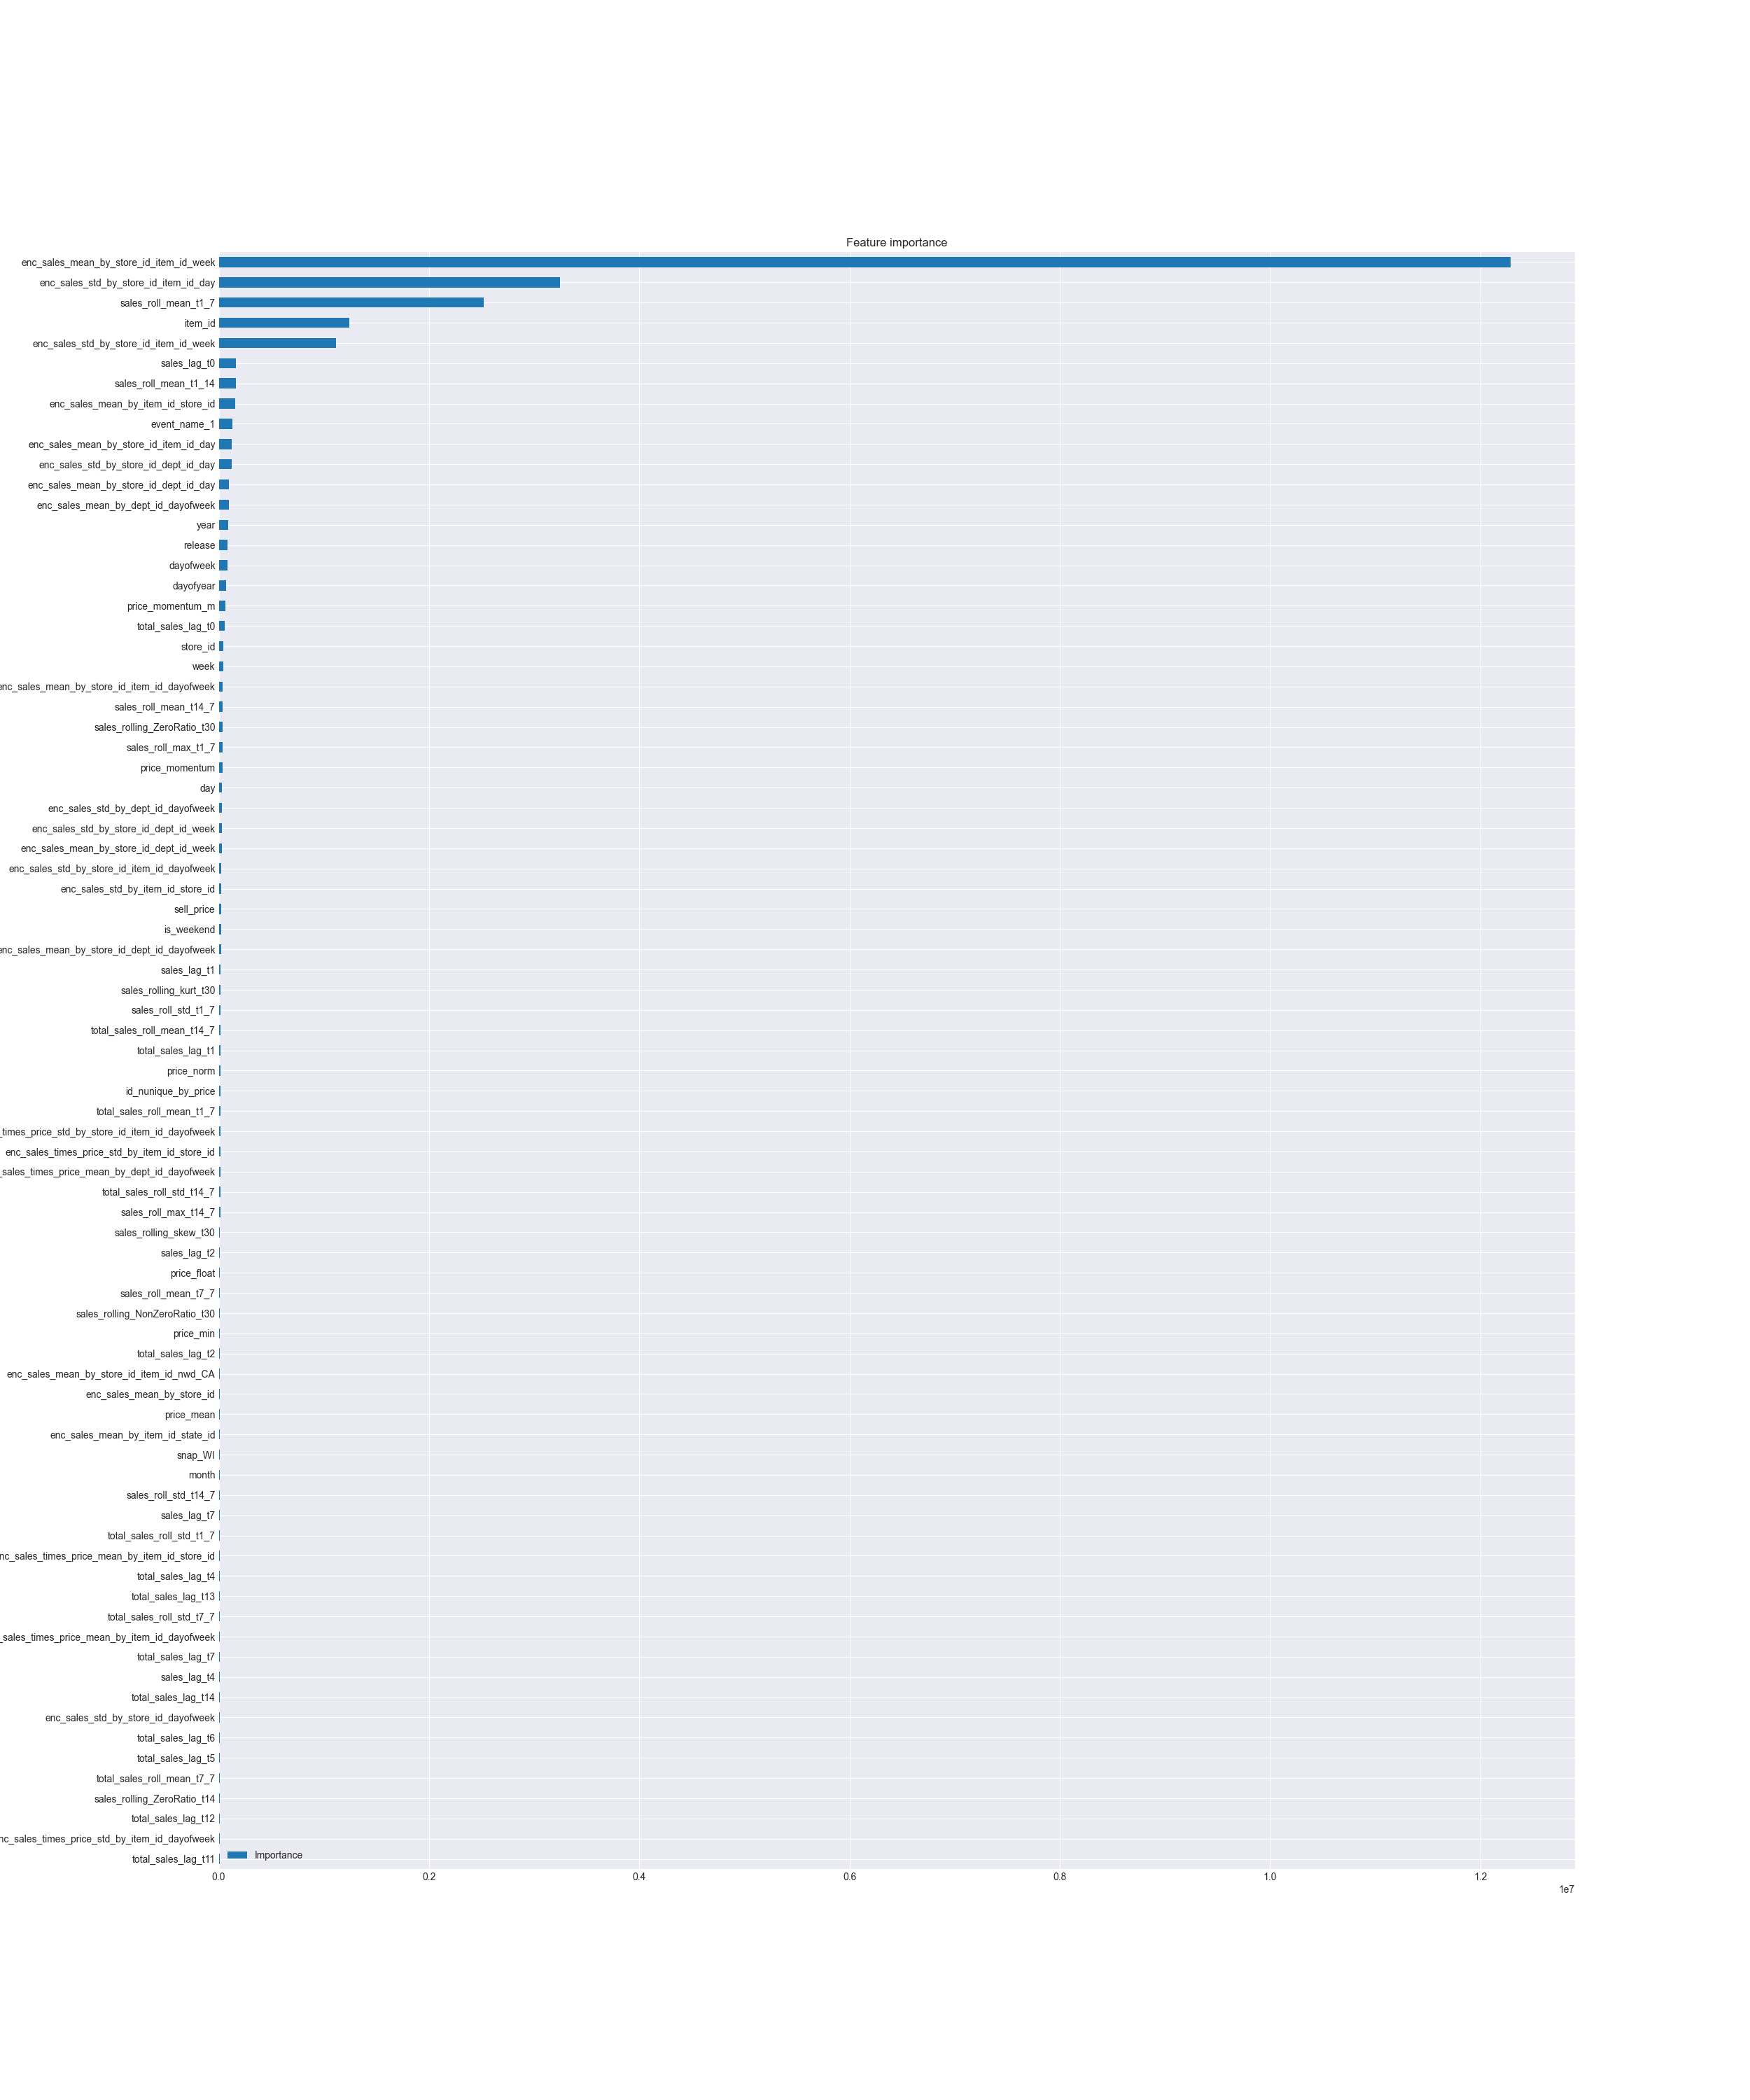 Feature importance
enc_sales_mean_by_store_id_item_id_week
enc_sales_std_by_store_id_item_id_day
sales_roll_mean_t1_7
item_id
enc_sales_std_by_store_id_item_id_week
sales_lag_t0
sales_roll_mean_t1_14
enc_sales_mean_by_item_id_store_id
event_name_1
enc_sales_mean_by_store_id_item_id_day
enc_sales_std_by_store_id_dept_id_day
enc_sales_mean_by_store_id_dept_id_day
enc_sales_mean_by_dept_id_dayofweek
year
release
dayofweek
dayofyear
price_momentum_m
total_sales_lag_t0
store_id
week
enc_sales_mean_by_store_id_item_id_dayofweek
sales_roll_mean_t14_7
sales_rolling_ZeroRatio_t30
sales_roll_max_t1_7
price_momentum
day
enc_sales_std_by_dept_id_dayofweek
enc_sales_std_by_store_id_dept_id_week
enc_sales_mean_by_store_id_dept_id_week
enc_sales_std_by_store_id_item_id_dayofweek
enc_sales_std_by_item_id_store_id
sell_price
is_weekend
enc_sales_mean_by_store_id_dept_id_dayofweek
sales_lag_t1
sales_rolling_kurt_t30
sales_roll_std_t1_7
total_sales_roll_mean_t14_7
total_sales_lag_t1
price_norm
id_nunique_by_price
total_sales_roll_mean_t1_7
_times_price_std_by_store_id_item_id_dayofweek
enc_sales_times_price_std_by_item_id_store_id
_sales_times_price_mean_by_dept_id_dayofweek
total_sales_roll_std_t14_7
sales_roll_max_t14_7
sales_rolling_skew_t30
sales_lag_t2
price_float
sales_roll_mean_t7_7
sales_rolling_NonZeroRatio_t30
price_min
total_sales_lag_t2
enc_sales_mean_by_store_id_item_id_nwd_CA
enc_sales_mean_by_store_id
price_mean
enc_sales_mean_by_item_id_state_id
snap_WI
month
sales_roll_std_t14_7
sales_lag_t7
total_sales_roll_std_t1_7
nc_sales_times_price_mean_by_item_id_store_id
total_sales_lag_t4
total_sales_lag_t13
total_sales_roll_std_t7_7
_sales_times_price_mean_by_item_id_dayofweek
total_sales_lag_t7
sales_lag_t4
total_sales_lag_t14
enc_sales_std_by_store_id_dayofweek
total_sales_lag_t6
total_sales_lag_t5
total_sales_roll_mean_t7_7
sales_rolling_ZeroRatio_t14
total_sales_lag_t12
nc_sales_times_price_std_by_item_id_dayofweek
total_sales_lag_t11
Importance
0.0 0.2 0.4 0.6 0.8 1.0 1.2
1e7